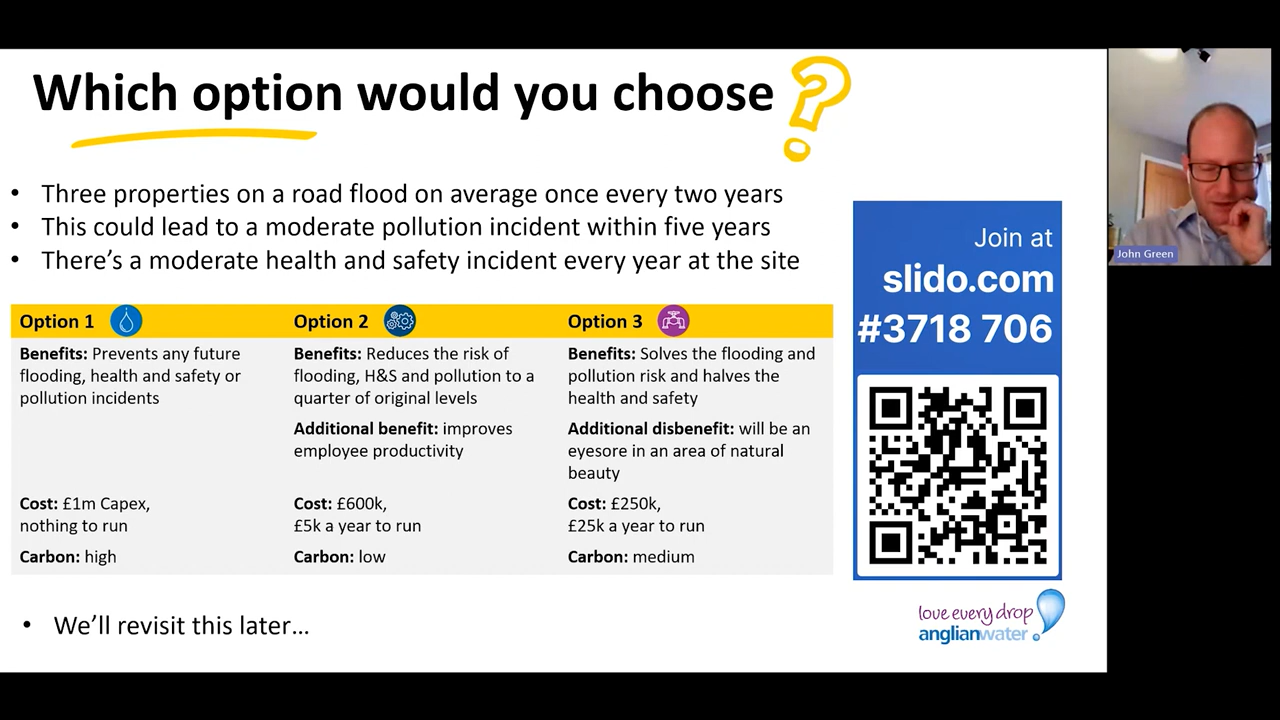 Which option would you choose?
• Three properties on a road flood on average once every two years
• This could lead to a moderate pollution incident within five years
• There's a moderate health and safety incident every year at the site
Option 1
Benefits: Prevents any future
flooding, health and safety or
pollution incidents
Cost: £1m Capex,
nothing to run
Carbon: high
Option 2
Benefits: Reduces the risk of
flooding, H&S and pollution to a
quarter of original levels
Additional benefit: improves
employee productivity
Cost: £600k,
£5k a year to run
Carbon: low
Option 3
Benefits: Solves the flooding and
pollution risk and halves the
health and safety
Additional disbenefit: will be an
eyesore in an area of natural
beauty
Cost: £250k,
£25k a year to run
Carbon: medium
• We'll revisit this later…
Join at
slido.com
#3718 706
love every drop
anglianwater
John Green